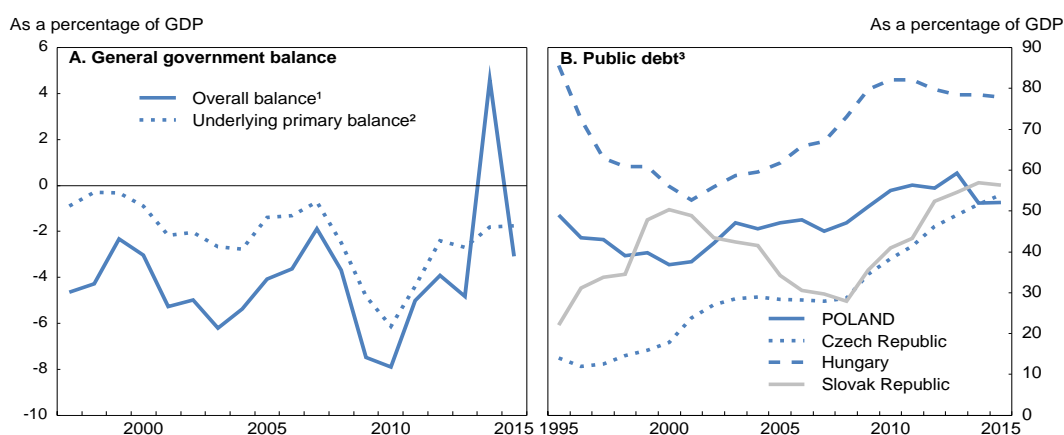 As a percentage of GDP
As a percentage of GDP
A. General government balance
Overall balance¹
Underlying primary balance²
6
4
2
0
-2
-4
-6
-8
-10
2000
2005
2010
2015
B. Public debt³
POLAND
Czech Republic
Hungary
Slovak Republic
90
80
70
60
50
40
30
20
10
0
1995
2000
2005
2010
2015